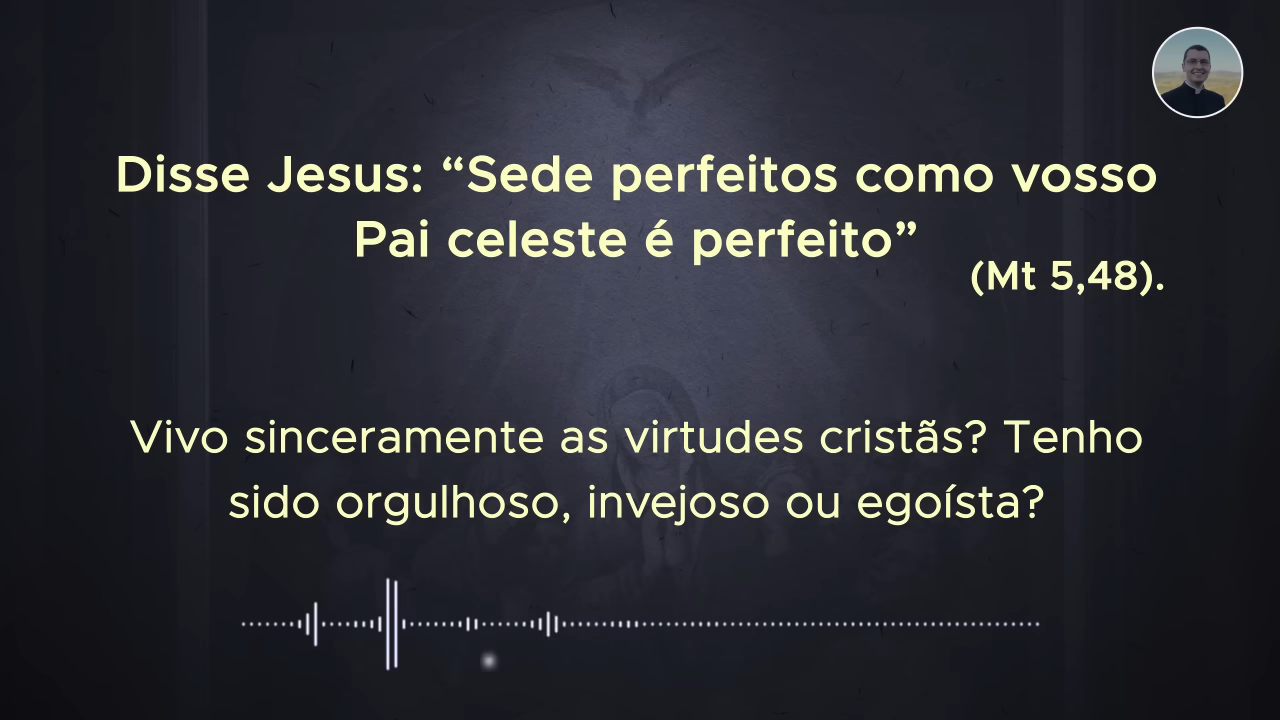 Disse Jesus: “Sede perfeitos como vosso
Pai celeste é perfeito”
(Mt 5,48).
Vivo sinceramente as virtudes cristãs? Tenho
sido orgulhoso, invejoso ou egoísta?